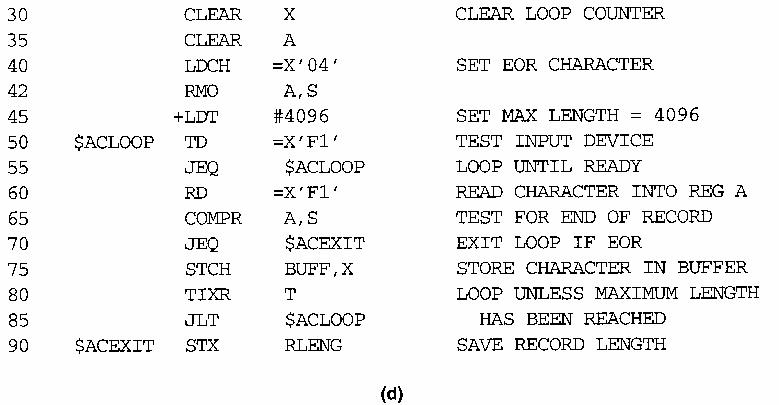 30 CLEAR X CLEAR LOOP COUNTER
35 CLEAR A
40 LDCH =X'04' SET EOR CHARACTER
42 RMO A,S
45 +LDT #4096 SET MAX LENGTH = 4096
50 $ACLOOP TD =X'F1' TEST INPUT DEVICE
55 JEQ $ACLOOP LOOP UNTIL READY
60 RD =X'F1' READ CHARACTER INTO REG A
65 COMPR A,S TEST FOR END OF RECORD
70 JEQ $ACEXIT EXIT LOOP IF EOR
75 STCH BUFF,X STORE CHARACTER IN BUFFER
80 TIXR T LOOP UNLESS MAXIMUM LENGTH
85 JLT $ACLOOP HAS BEEN REACHED
90 $ACEXIT STX RLENG SAVE RECORD LENGTH
(d)